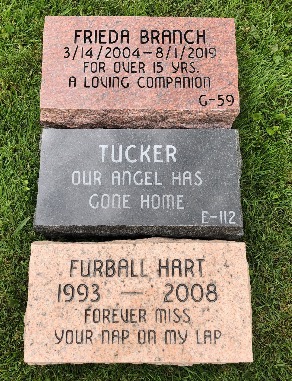 FRIEDA BRANCH
3/14/2004-8/1/2019
FOR OVER 15 YRS.
A LOVING COMPANION
G-59
TUCKER
OUR ANGEL HAS
GONE HOME
E-112
FURBALL HART
1993 — 2008
FOREVER MISS
YOUR NAP ON MY LAP